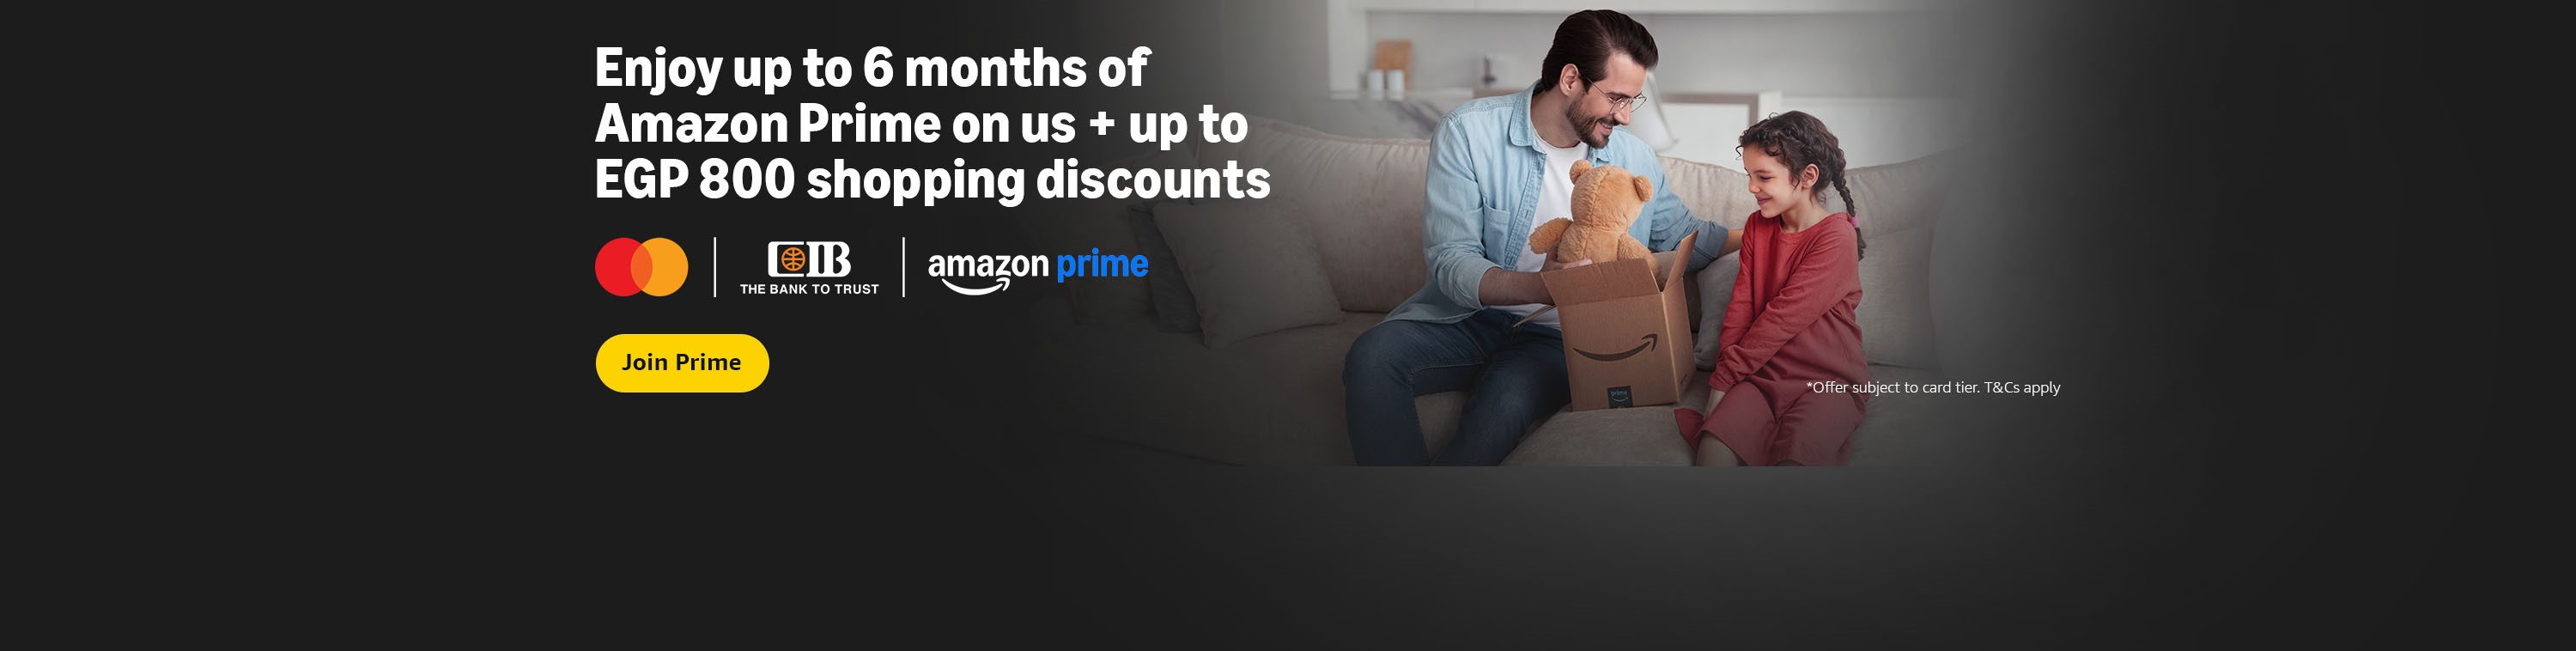 Enjoy up to 6 months of
Amazon Prime on us + up to
EGP 800 shopping discounts
CIB
THE BANK TO TRUST
amazon prime
Join Prime
prime
*Offer subject to card tier. T&Cs apply